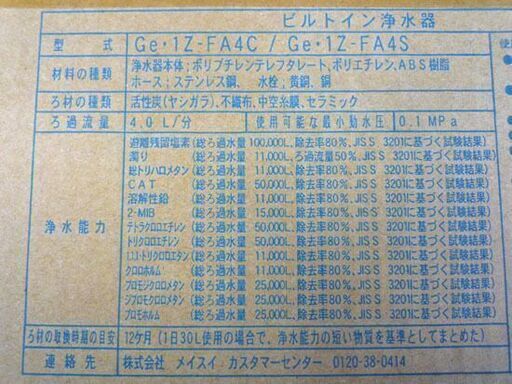 ビルトイン浄水器
型 式 Ge・1Z-FA4C / Ge・1Z-FA4S
材料の種類 浄水器本体:ポリブチレンテレフタレート、ポリエチレン、ABS樹脂
ホース:ステンレス鋼、 水栓:黄銅、銅
ろ材の種類 活性炭(ヤシガラ)、不織布、中空糸膜、セラミック
ろ過流量 4.0L/分 使用可能な最小動水圧 0.1MPa
浄水能力
遊離残留塩素(総ろ過水量 100,000L、除去率80%、JIS S 3201に基づく試験結果)
濁り (総ろ過水量 11,000L、ろ過流量50%、JIS S 3201に基づく試験結果)
総トリハロメタン(総ろ過水量 11,000L、除去率80%、JIS S 3201に基づく試験結果)
CAT (総ろ過水量 50,000L、除去率80%、JIS S 3201に基づく試験結果)
溶解性鉛 (総ろ過水量 11,000L、除去率80%、JIS S 3201に基づく試験結果)
2-MIB (総ろ過水量 15,000L、除去率80%、JIS S 3201に基づく試験結果)
テトラクロロエチレン(総ろ過水量 50,000L、除去率80%、JIS S 3201に基づく試験結果)
トリクロロエチレン (総ろ過水量 50,000L、除去率80%、JIS S 3201に基づく試験結果)
1,1,1-トリクロロエタン(総ろ過水量 11,000L、除去率80%、JIS S 3201に基づく試験結果)
クロロホルム (総ろ過水量 11,000L、除去率80%、JIS S 3201に基づく試験結果)
ブロモジクロロメタン(総ろ過水量 25,000L、除去率80%、JIS S 3201に基づく試験結果)
ジブロモクロロメタン(総ろ過水量 25,000L、除去率80%、JIS S 3201に基づく試験結果)
ブロモホルム (総ろ過水量 25,000L、除去率80%、JIS S 3201に基づく試験結果)
ろ材の取換時期の目安 12ケ月(1日30L使用の場合で、浄水能力の短い物質を基準としてまとめた)
連絡先 株式会社 メイスイ カスタマーセンター 0120-38-0414